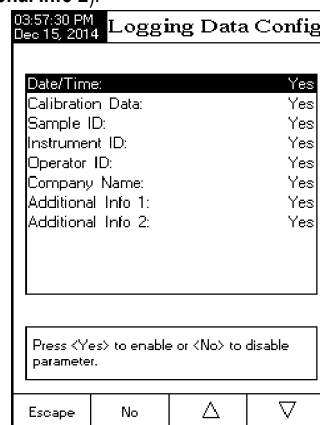 onal Info 2).
03:57:30 PM
Dec 15, 2014
Logging Data Config
Date/Time: Yes
Calibration Data: Yes
Sample ID: Yes
Instrument ID: Yes
Operator ID: Yes
Company Name: Yes
Additional Info 1: Yes
Additional Info 2: Yes
Press <Yes> to enable or <No> to disable
parameter.
Escape No △ ▽